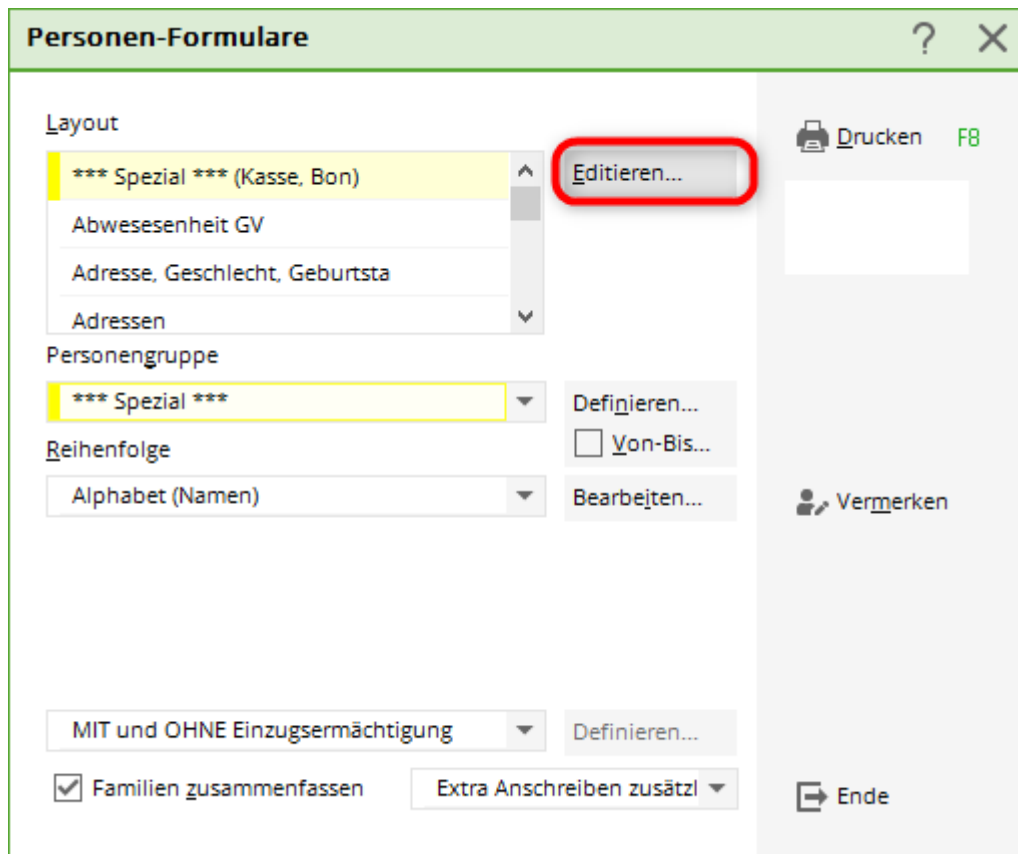 Personen-Formulare
Layout
*** Spezial *** (Kasse, Bon)
Editieren...
Abwesesenheit GV
Adresse, Geschlecht, Geburtsta
Adressen
Personengruppe
*** Spezial ***
Definieren...
Von-Bis...
Reihenfolge
Alphabet (Namen)
Bearbeiten...
MIT und OHNE Einzugsermächtigung
Definieren...
Familien zusammenfassen
Extra Anschreiben zusätzl
Drucken F8
Vermerken
Ende